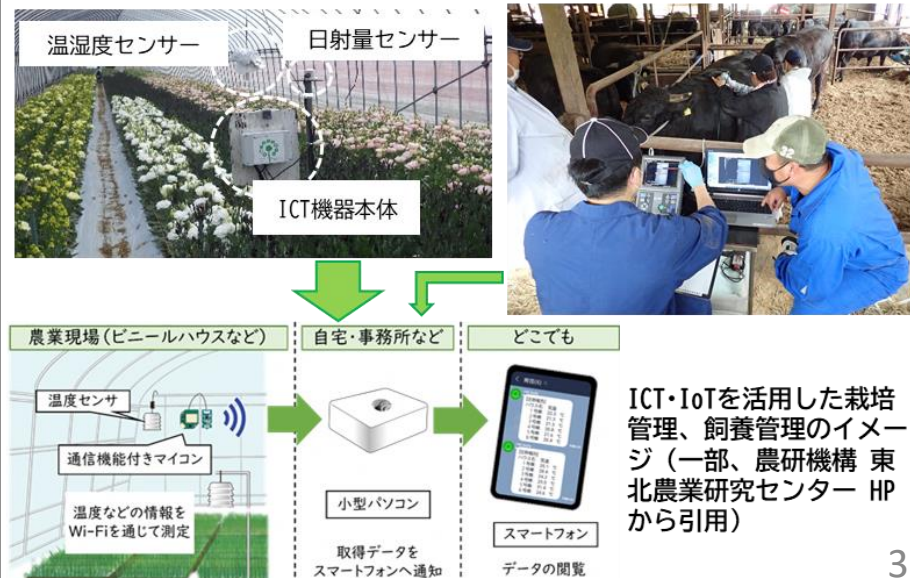 温湿度センサー
日射量センサー
ICT機器本体
農業現場（ビニールハウスなど）
自宅・事務所など
どこでも
温度センサ
通信機能付きマイコン
温度などの情報を
Wi-Fiを通じて測定
小型パソコン
取得データを
スマートフォンへ通知
スマートフォン
データの閲覧
ICT・IoTを活用した栽培
管理、飼養管理のイメー
ジ（一部、農研機構 東
北農業研究センター HP
から引用）
3